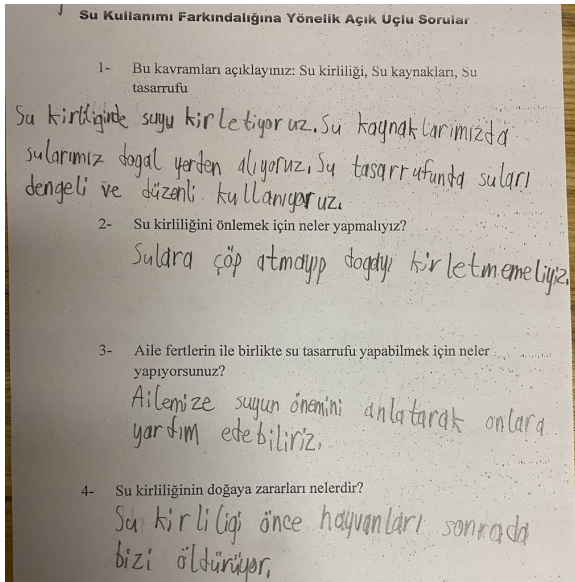 Su Kullanımı Farkındalığına Yönelik Açık Uçlu Sorular
1- Bu kavramları açıklayınız: Su kirliliği, Su kaynakları, Su
tasarrufu
Su kirliliğinde suyu kirletiyoruz. Su kaynaklarımızda
sularımız doğal yerden alıyoruz. Su tasarrufunda suları
dengeli ve düzenli kullanıyoruz.
2- Su kirliliğini önlemek için neler yapmalıyız?
Sulara çöp atmayıp doğayı kirletmemeliyiz.
3- Aile fertlerin ile birlikte su tasarrufu yapabilmek için neler
yapıyorsunuz?
Ailemize suyun önemini anlatarak onlara
yardım edebiliriz.
4- Su kirliliğinin doğaya zararları nelerdir?
Su kirliligi önce hayvanları sonrada
bizi öldürüyor.